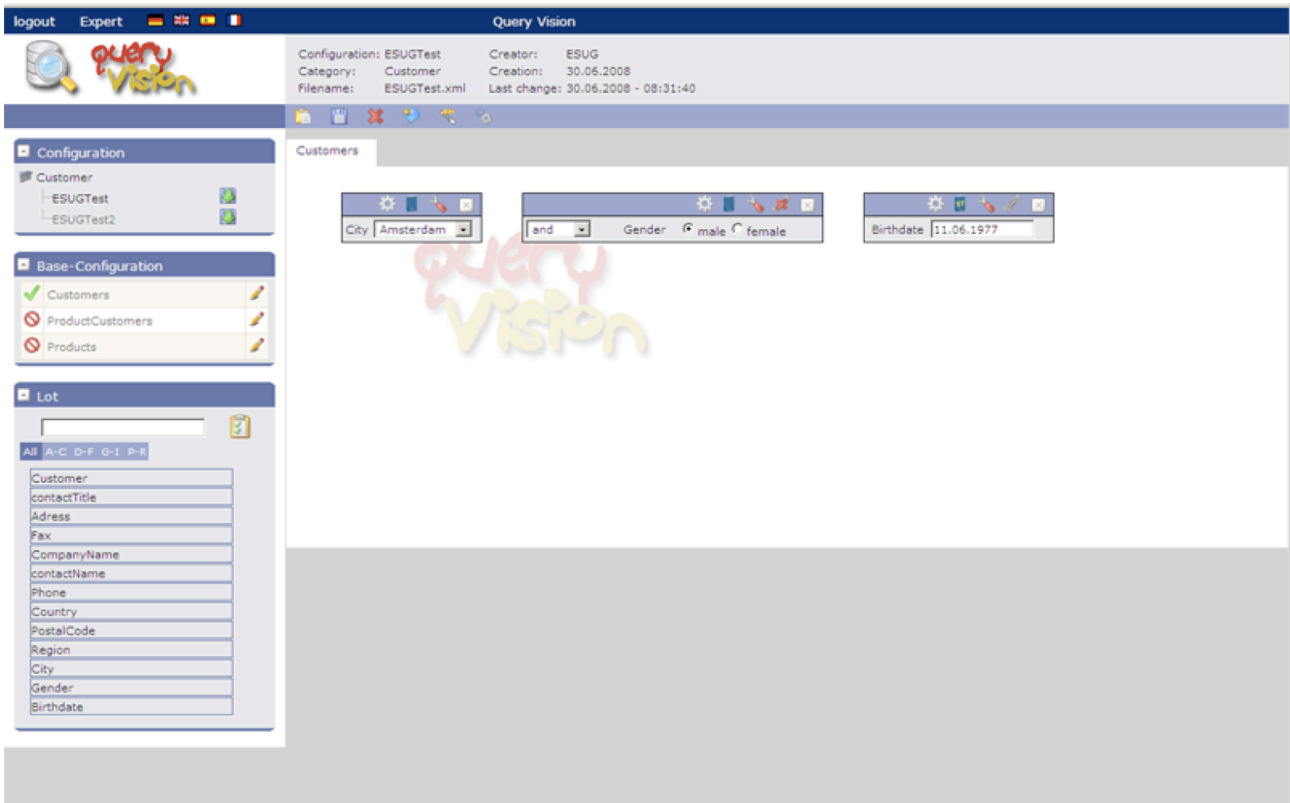 logout Expert Query Vision
query Vision
Configuration: ESUGTest Creator: ESUG
Category: Customer Creation: 30.06.2008
Filename: ESUGTest.xml Last change: 30.06.2008 - 08:31:40
Configuration
Customer
ESUGTest
ESUGTest2
Base-Configuration
Customers
ProductCustomers
Products
Lot
All A-C D-F G-I P-R
Customer
contactTitle
Adress
Fax
CompanyName
contactName
Phone
Country
PostalCode
Region
City
Gender
Birthdate
Customers
City Amsterdam and Gender male female Birthdate 11.06.1977
query
Vision